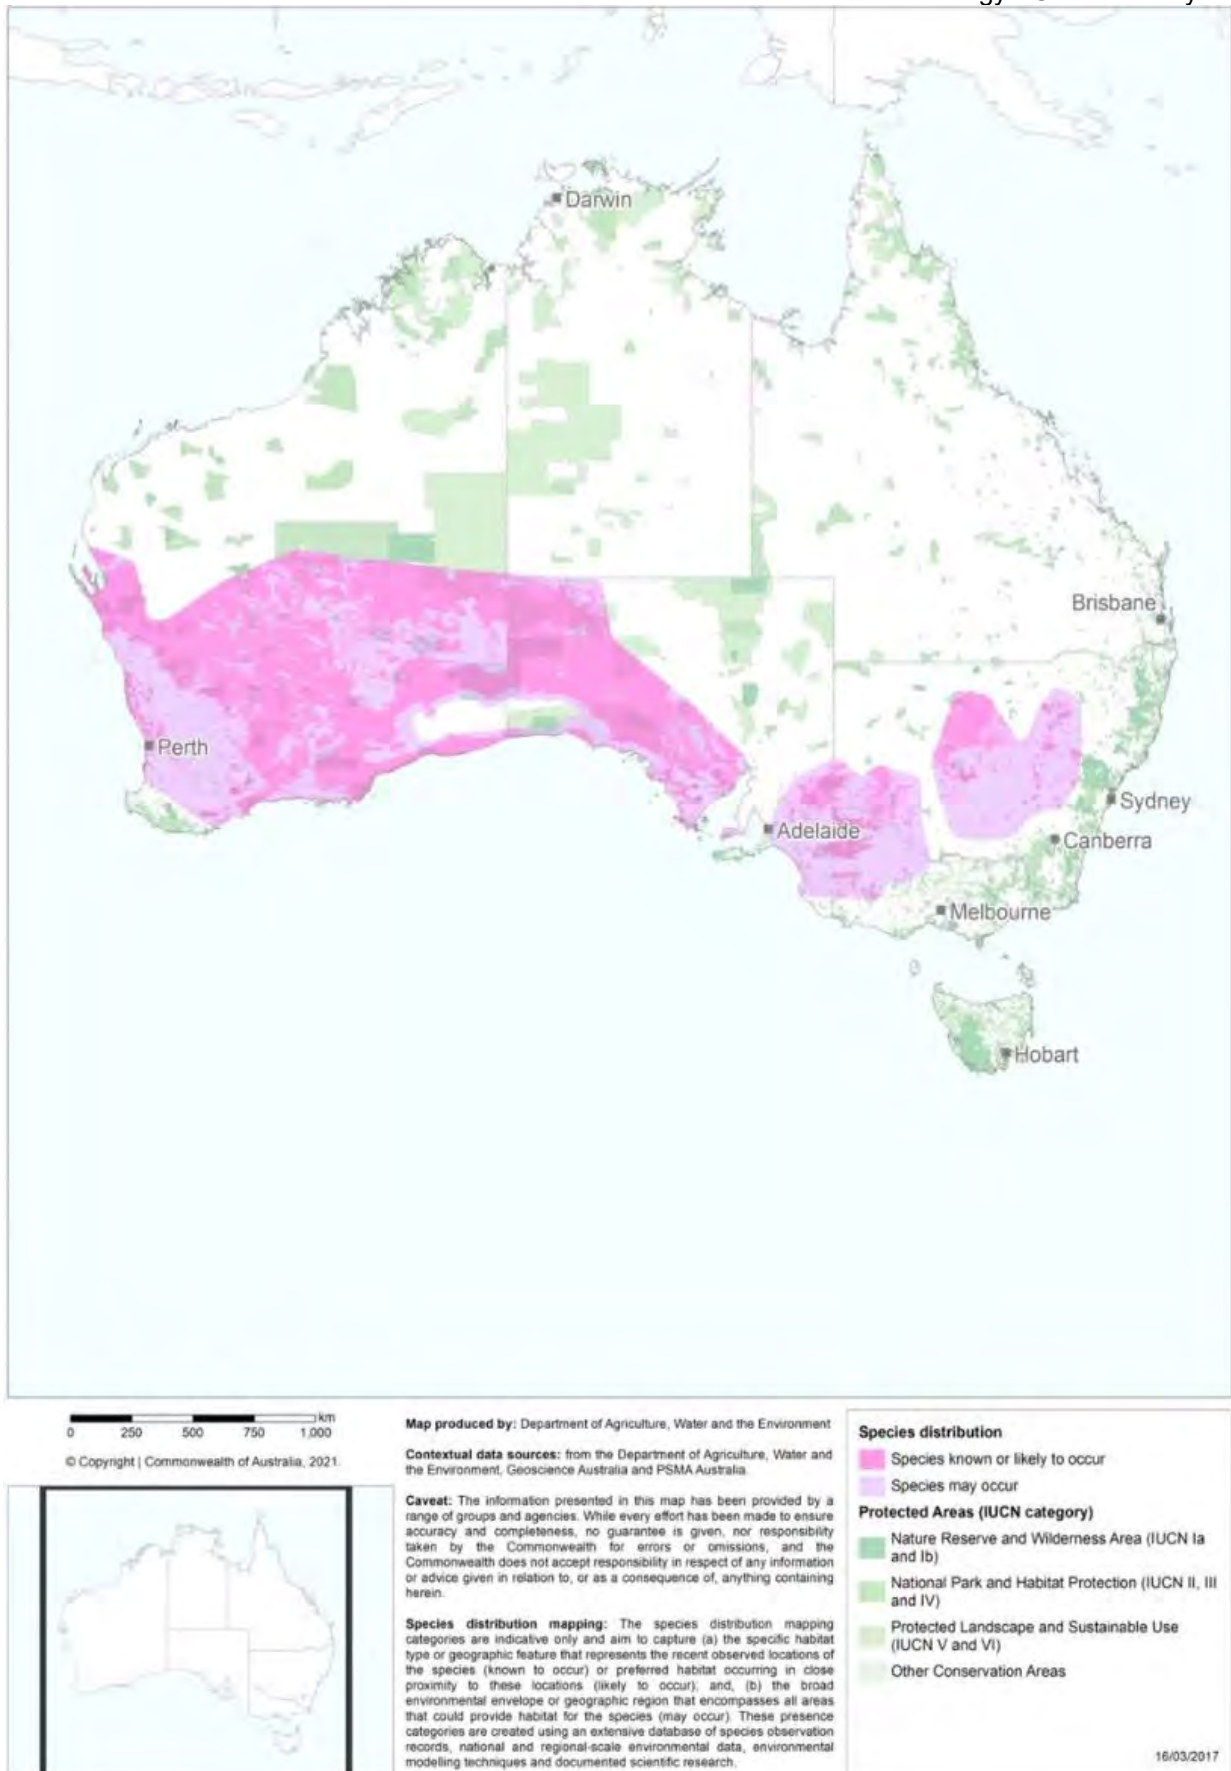 Darwin
Brisbane
Perth
Sydney
Adelaide
Canberra
Melbourne
Hobart
km
0 250 500 750 1,000
© Copyright | Commonwealth of Australia, 2021.
Map produced by: Department of Agriculture, Water and the Environment
Contextual data sources: from the Department of Agriculture, Water and
the Environment, Geoscience Australia and PSMA Australia.
Caveat: The information presented in this map has been provided by a
range of groups and agencies. While every effort has been made to ensure
accuracy and completeness, no guarantee is given, nor responsibility
taken by the Commonwealth for errors or omissions, and the
Commonwealth does not accept responsibility in respect of any information
or advice given in relation to, or as a consequence of, anything containing
herein.
Species distribution mapping: The species distribution mapping
categories are indicative only and aim to capture (a) the specific habitat
type or geographic feature that represents the recent observed locations of
the species (known to occur) or preferred habitat occurring in close
proximity to these locations (likely to occur); and, (b) the broad
environmental envelope or geographic region that encompasses all areas
that could provide habitat for the species (may occur). These presence
categories are created using an extensive database of species observation
records, national and regional-scale environmental data, environmental
modelling techniques and documented scientific research.
Species distribution
Species known or likely to occur
Species may occur
Protected Areas (IUCN category)
Nature Reserve and Wilderness Area (IUCN Ia
and Ib)
National Park and Habitat Protection (IUCN II, III
and IV)
Protected Landscape and Sustainable Use
(IUCN V and VI)
Other Conservation Areas
16/03/2017